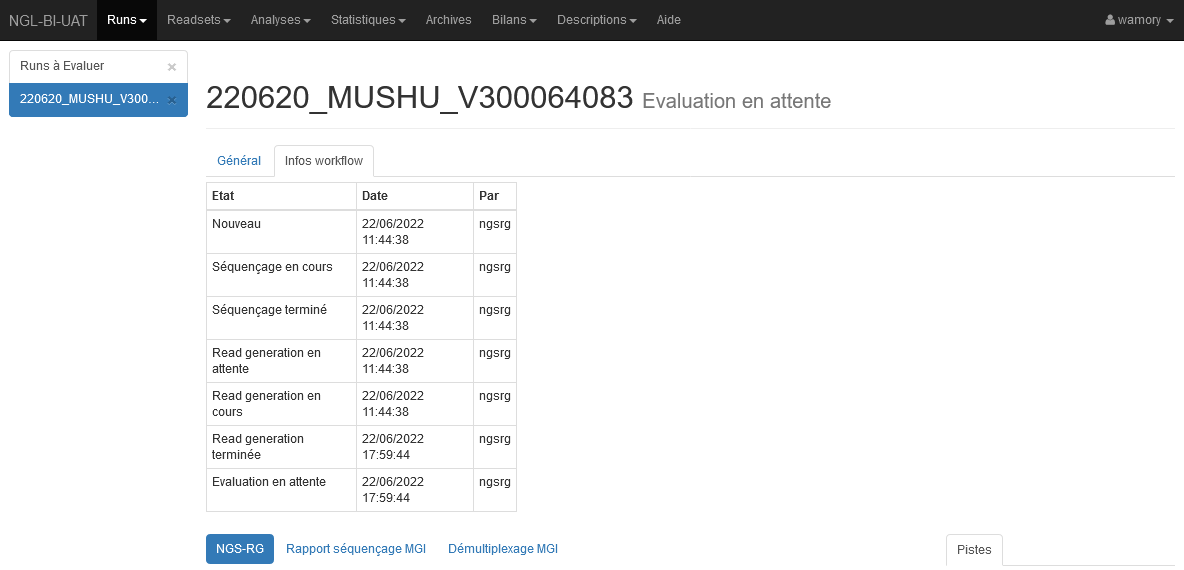 NGL-BI-UAT Runs Readsets Analyses Statistiques Archives Bilans Descriptions Aide wamory
Runs à Evaluer ×
220620_MUSHU_V300... ×
220620_MUSHU_V300064083 Evaluation en attente
Général Infos workflow
Etat Date Par
Nouveau 22/06/2022 ngsrg
11:44:38
Séquençage en cours 22/06/2022 ngsrg
11:44:38
Séquençage terminé 22/06/2022 ngsrg
11:44:38
Read generation en 22/06/2022 ngsrg
attente 11:44:38
Read generation en 22/06/2022 ngsrg
cours 11:44:38
Read generation 22/06/2022 ngsrg
terminée 17:59:44
Evaluation en attente 22/06/2022 ngsrg
17:59:44
NGS-RG Rapport séquençage MGI Démultiplexage MGI Pistes